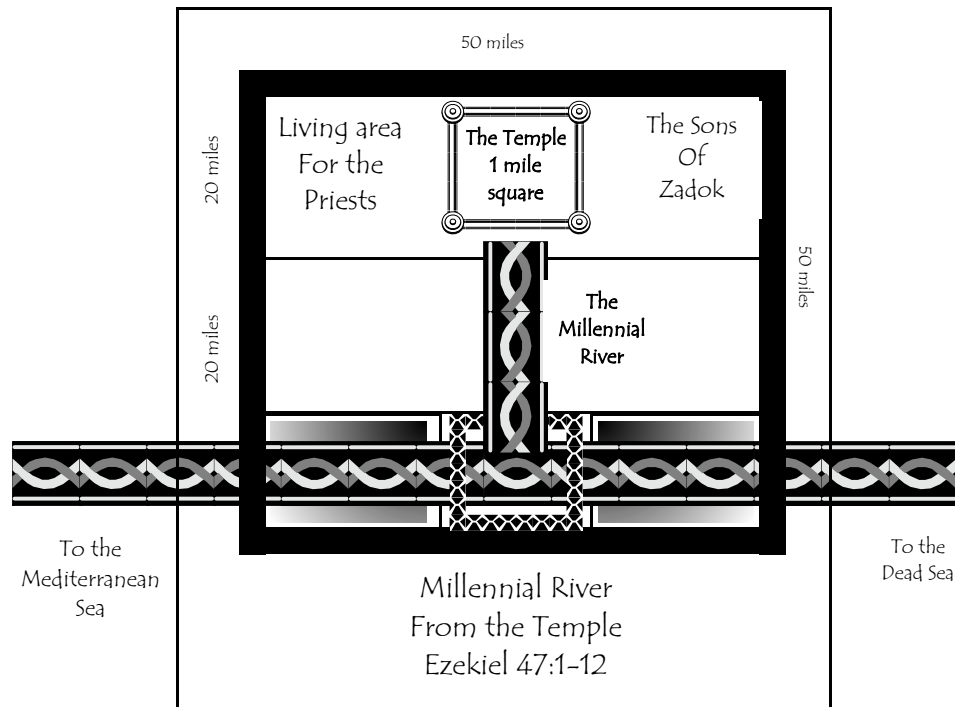 50 miles
Living area
For the
Priests
The Temple
1 mile
square
The Sons
Of
Zadok
20 miles
50 miles
20 miles
The
Millennial
River
To the
Mediterranean
Sea
To the
Dead Sea
Millennial River
From the Temple
Ezekiel 47:1-12